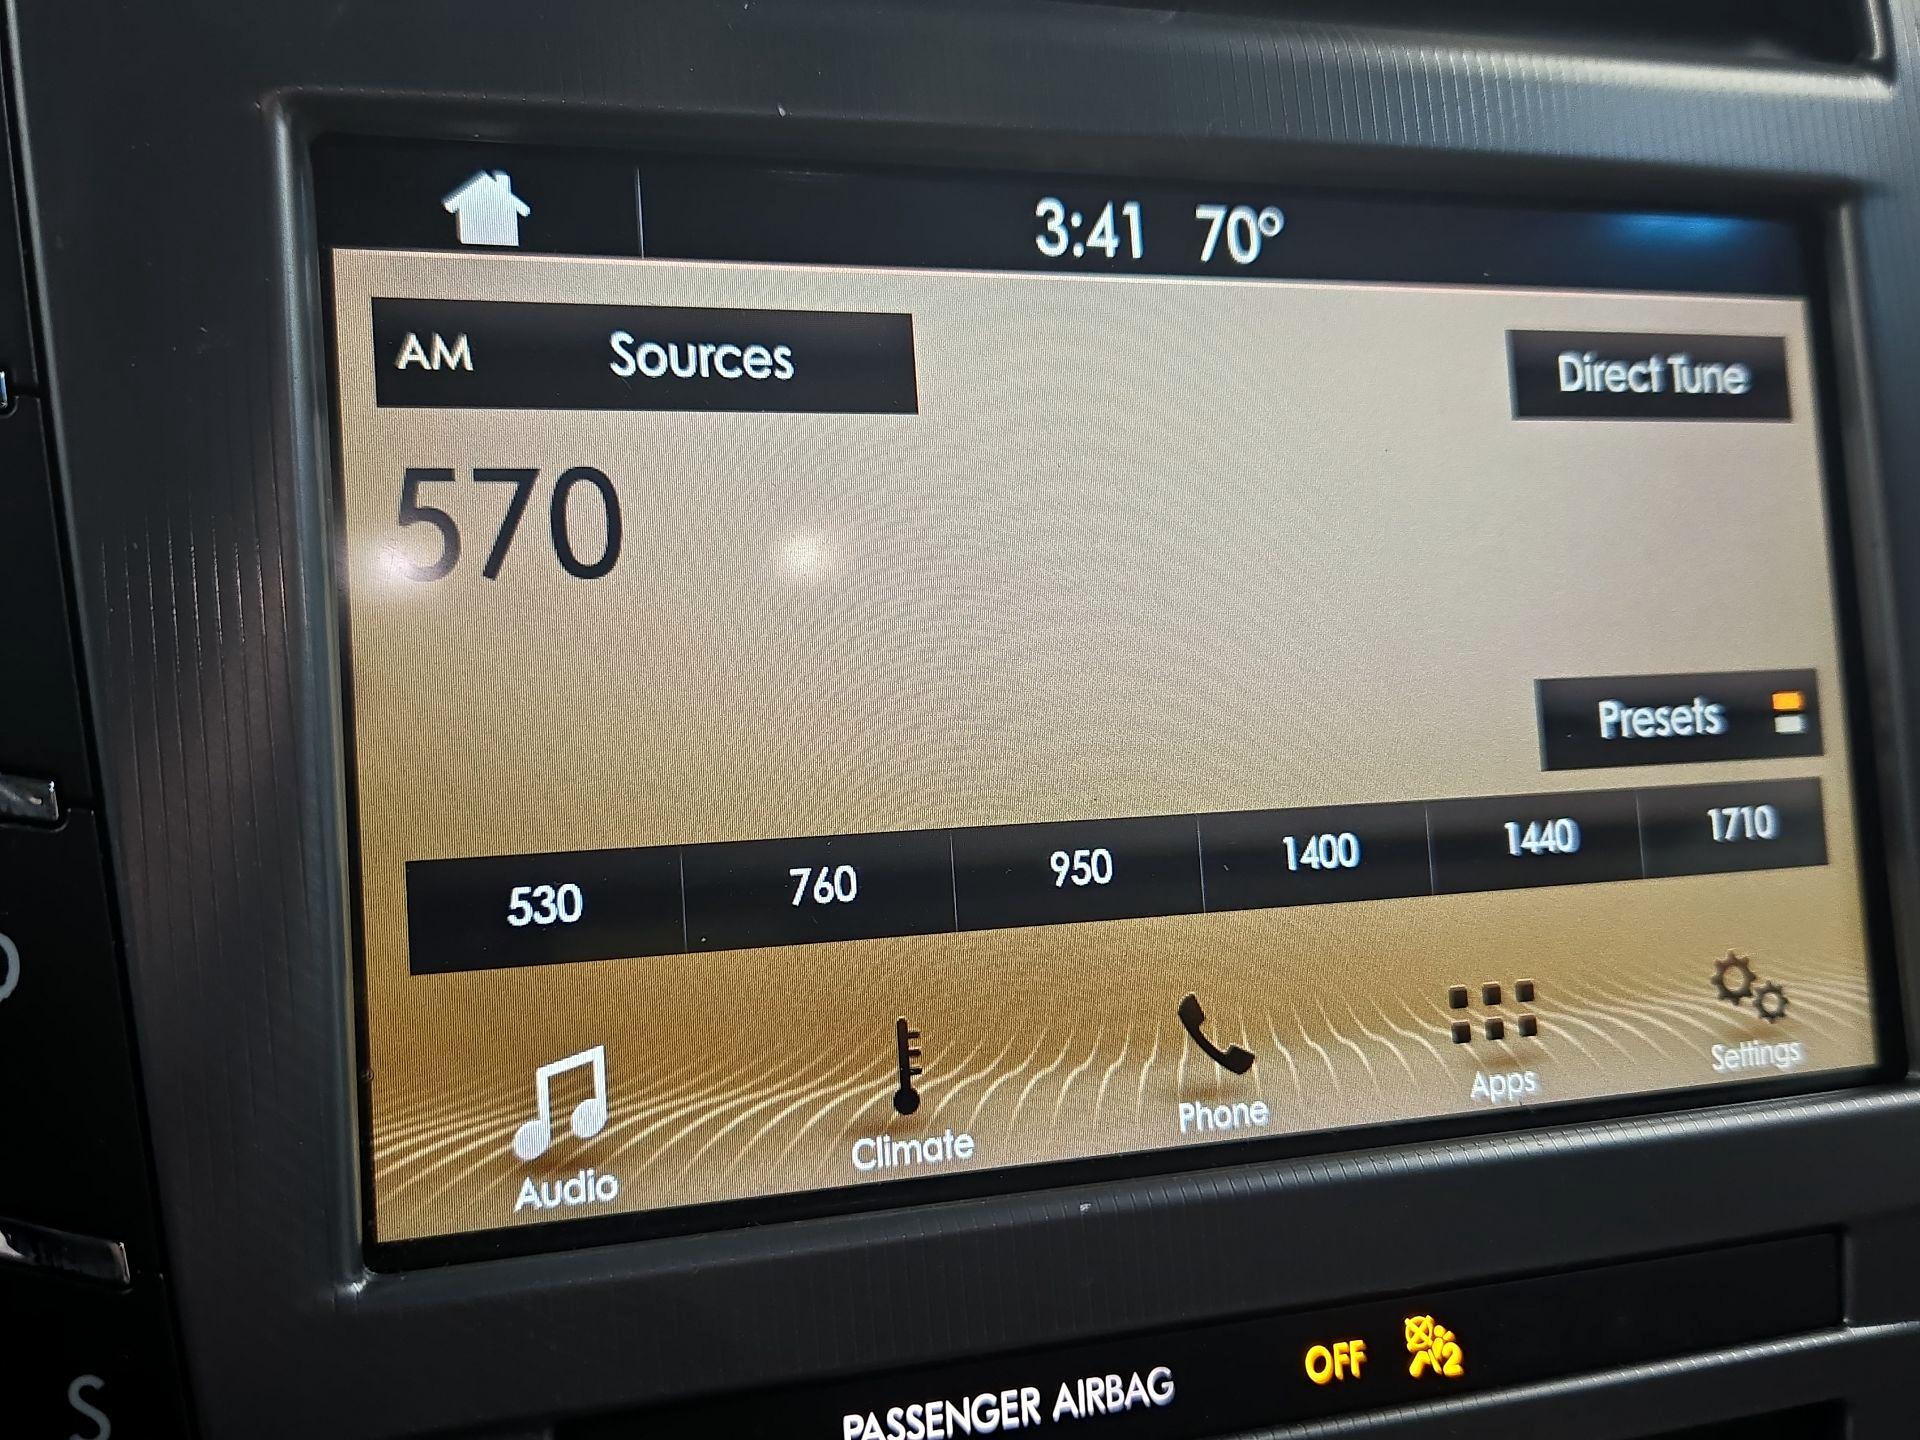 3:41 70°
AM Sources
Direct Tune
570
Presets
530 760 950 1400 1440 1710
Audio Climate Phone Apps Settings
PASSENGER AIRBAG OFF 2
S